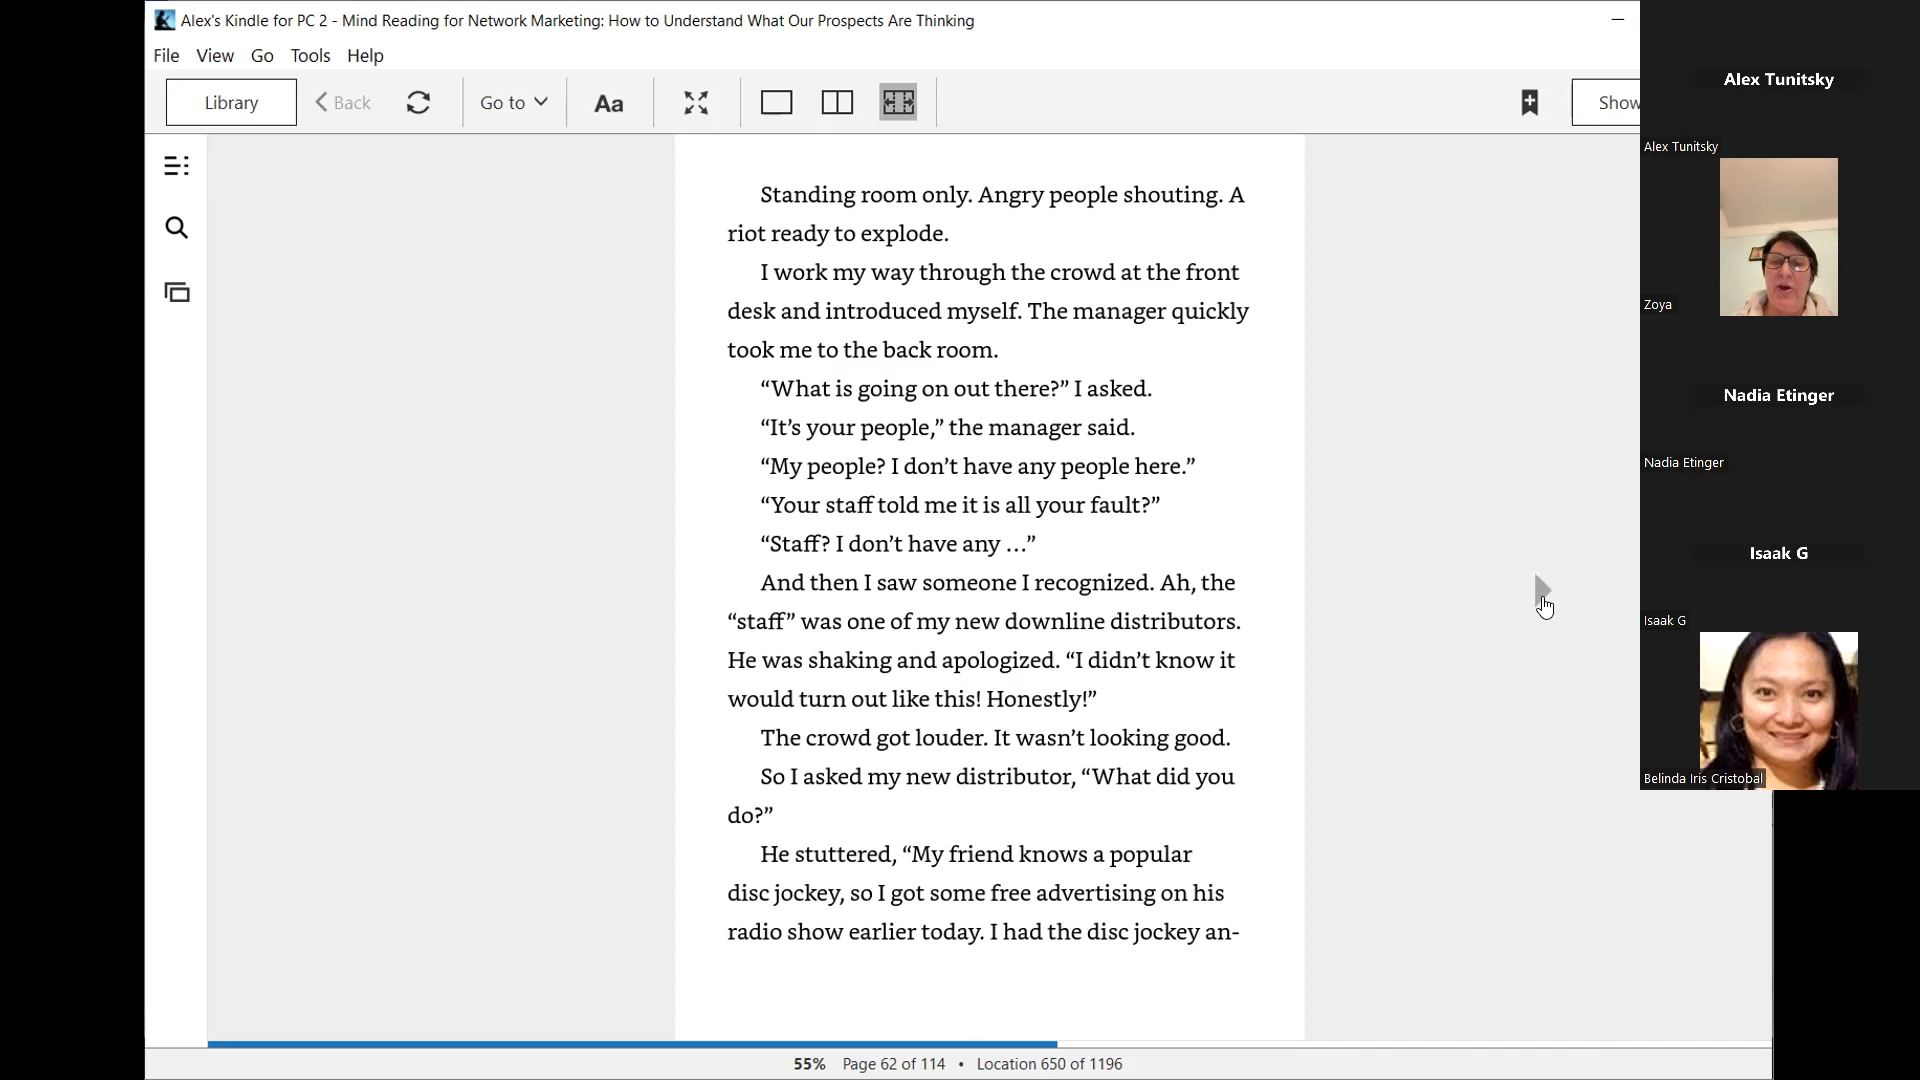 Alex's Kindle for PC 2 - Mind Reading for Network Marketing: How to Understand What Our Prospects Are Thinking
File View Go Tools Help
Library Back Go to Aa Show
Standing room only. Angry people shouting. A
riot ready to explode.
I work my way through the crowd at the front
desk and introduced myself. The manager quickly
took me to the back room.
“What is going on out there?” I asked.
“It’s your people,” the manager said.
“My people? I don’t have any people here.”
“Your staff told me it is all your fault?”
“Staff? I don’t have any …”
And then I saw someone I recognized. Ah, the
“staff” was one of my new downline distributors.
He was shaking and apologized. “I didn’t know it
would turn out like this! Honestly!”
The crowd got louder. It wasn’t looking good.
So I asked my new distributor, “What did you
do?”
He stuttered, “My friend knows a popular
disc jockey, so I got some free advertising on his
radio show earlier today. I had the disc jockey an-
55% Page 62 of 114 • Location 650 of 1196
Alex Tunitsky
Alex Tunitsky
Zoya
Nadia Etinger
Nadia Etinger
Isaak G
Isaak G
Belinda Iris Cristobal